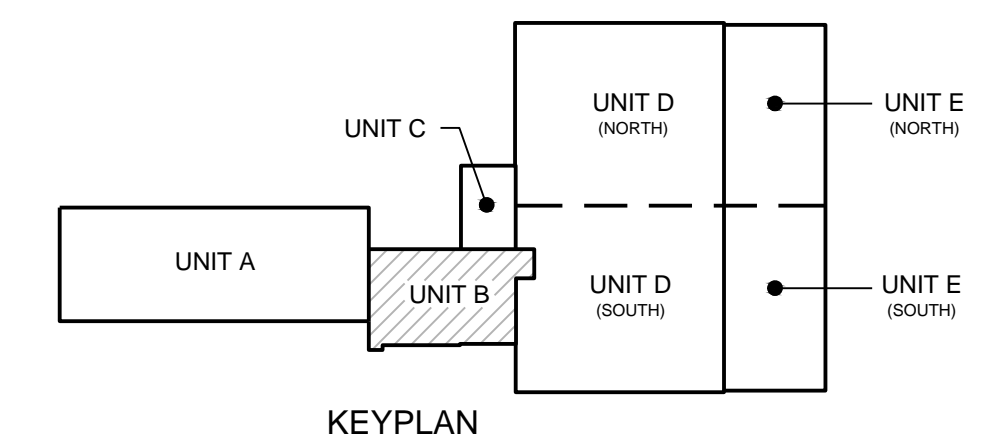 UNIT D
(NORTH)
UNIT E
(NORTH)
UNIT C
UNIT A
UNIT B
UNIT D
(SOUTH)
UNIT E
(SOUTH)
KEYPLAN